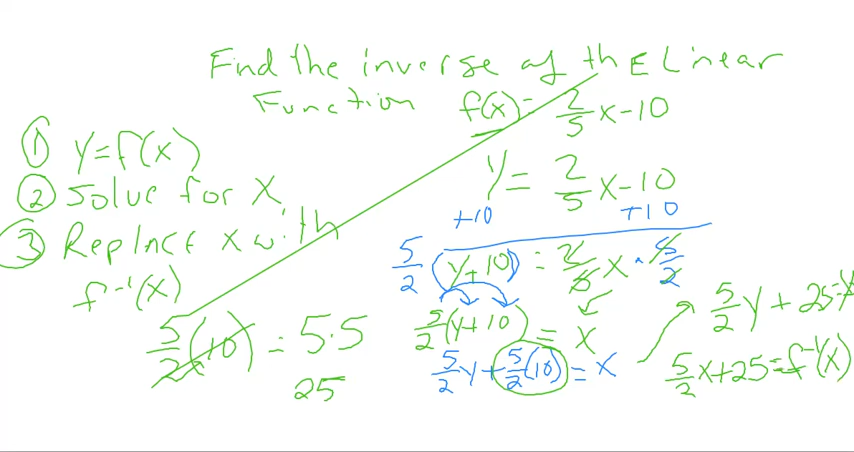 Find the inverse of thE Linear
Function f(x) = 2/5 x - 10
① y = f(x)
② Solve for x
③ Replace x with
f⁻¹(x)
y = 2/5 x - 10
+10 +10
5/2 (y + 10) = 2/5 x · 5/2
5/2 (y + 10) = x
5/2 y + 5/2 (10) = x
5/2 (10) = 5·5
25
5/2 y + 25 = x
5/2 x + 25 = f⁻¹(x)